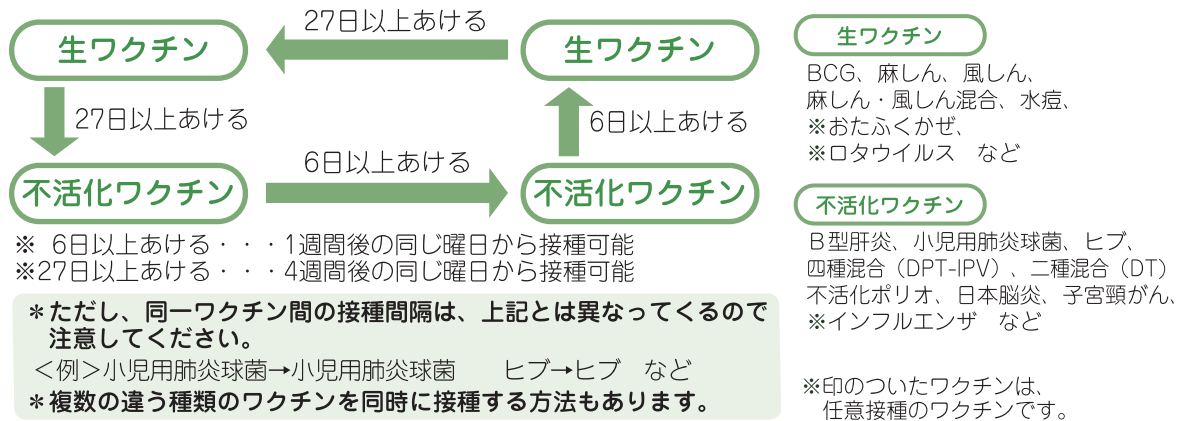 27日以上あける
生ワクチン
生ワクチン
27日以上あける
6日以上あける
6日以上あける
不活化ワクチン
不活化ワクチン
※ 6日以上あける・・・1週間後の同じ曜日から接種可能
※27日以上あける・・・4週間後の同じ曜日から接種可能
＊ただし、同一ワクチン間の接種間隔は、上記とは異なってくるので
注意してください。
＜例＞小児用肺炎球菌→小児用肺炎球菌　　ヒブ→ヒブ　など
＊複数の違う種類のワクチンを同時に接種する方法もあります。
生ワクチン
BCG、麻しん、風しん、
麻しん・風しん混合、水痘、
※おたふくかぜ、
※ロタウイルス　など
不活化ワクチン
B型肝炎、小児用肺炎球菌、ヒブ、
四種混合（DPT-IPV）、二種混合（DT）
不活化ポリオ、日本脳炎、子宮頸がん、
※インフルエンザ　など
※印のついたワクチンは、
任意接種のワクチンです。